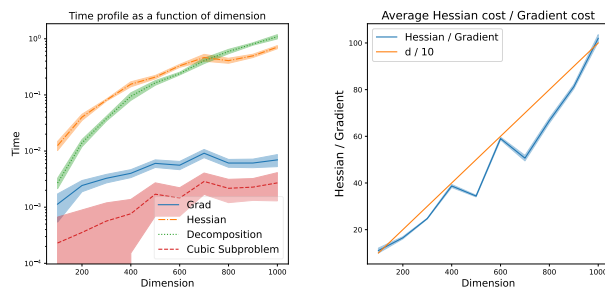 Time profile as a function of dimension
10⁰
10⁻¹
10⁻²
10⁻³
10⁻⁴
Time
Grad
Hessian
Decomposition
Cubic Subproblem
200 400 600 800 1000
Dimension
Average Hessian cost / Gradient cost
Hessian / Gradient
d / 10
100
80
60
40
20
Hessian / Gradient
200 400 600 800 1000
Dimension